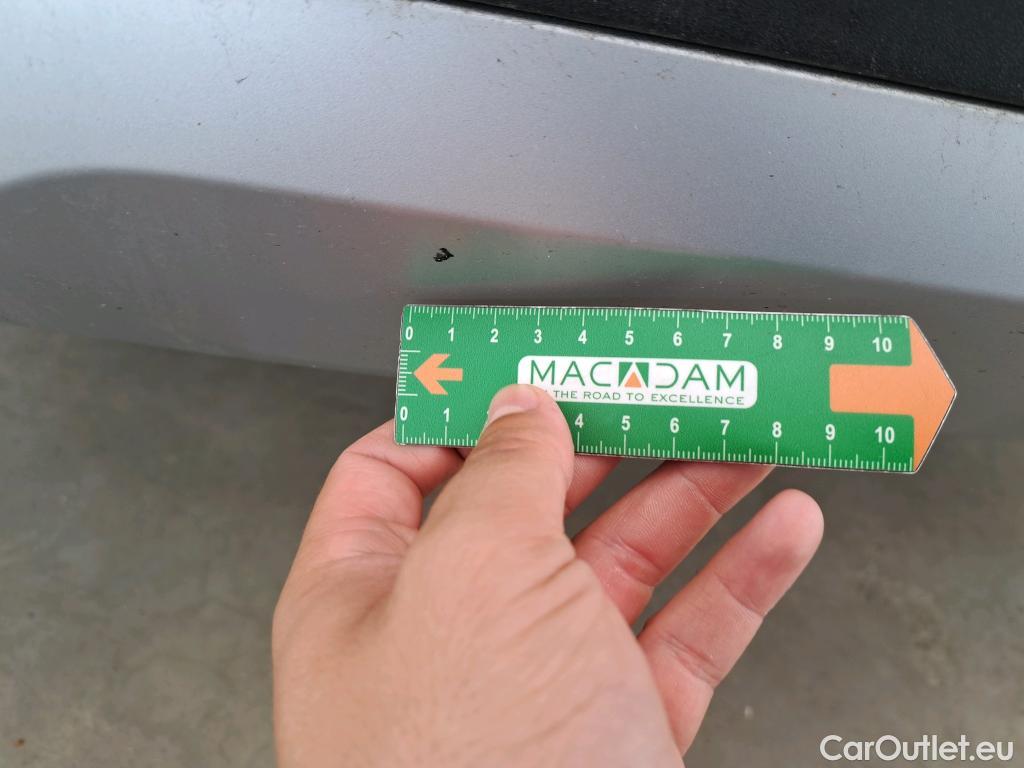 0 1 2 3 4 5 6 7 8 9 10
MACADAM
THE ROAD TO EXCELLENCE
0 1 4 5 6 7 8 9 10
CarOutlet.eu